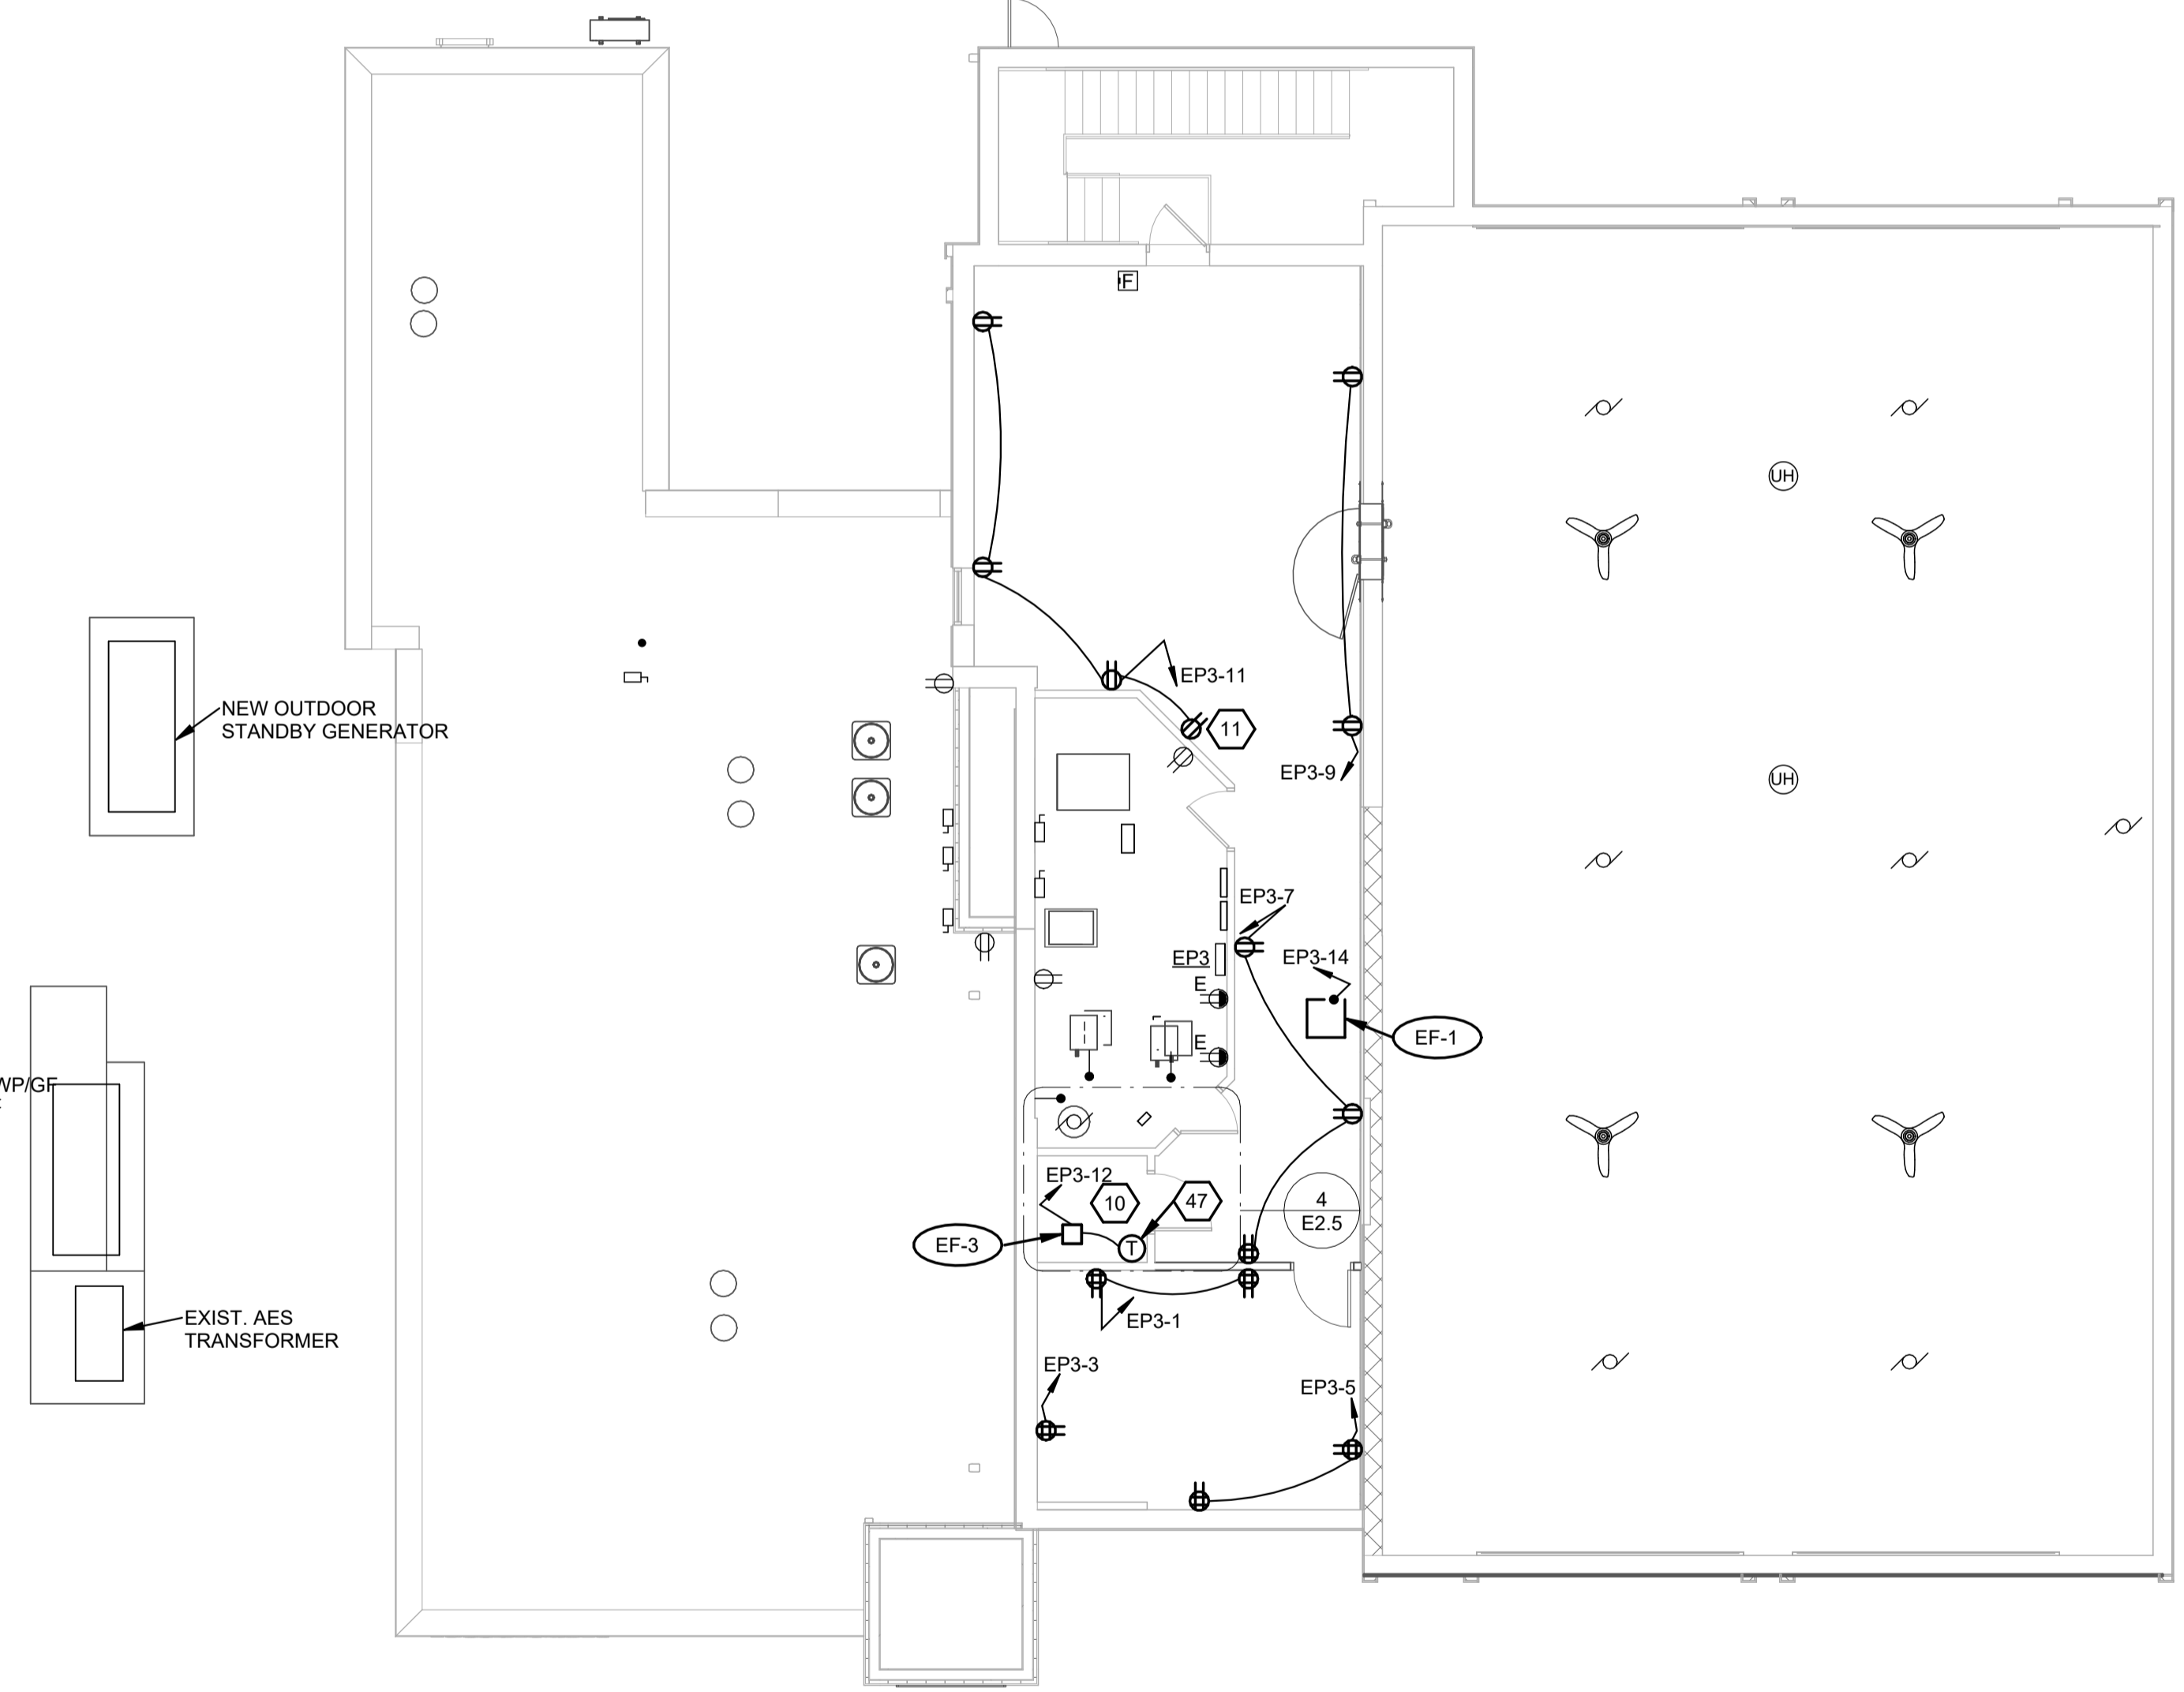 F
UH
EP3-11
11
NEW OUTDOOR
STANDBY GENERATOR
EP3-9
UH
EP3-7
EP3
EP3-14
E
EF-1
E
WP/GF
EP3-12
10
47
4
E2.5
EF-3
T
EXIST. AES
TRANSFORMER
EP3-1
EP3-3
EP3-5